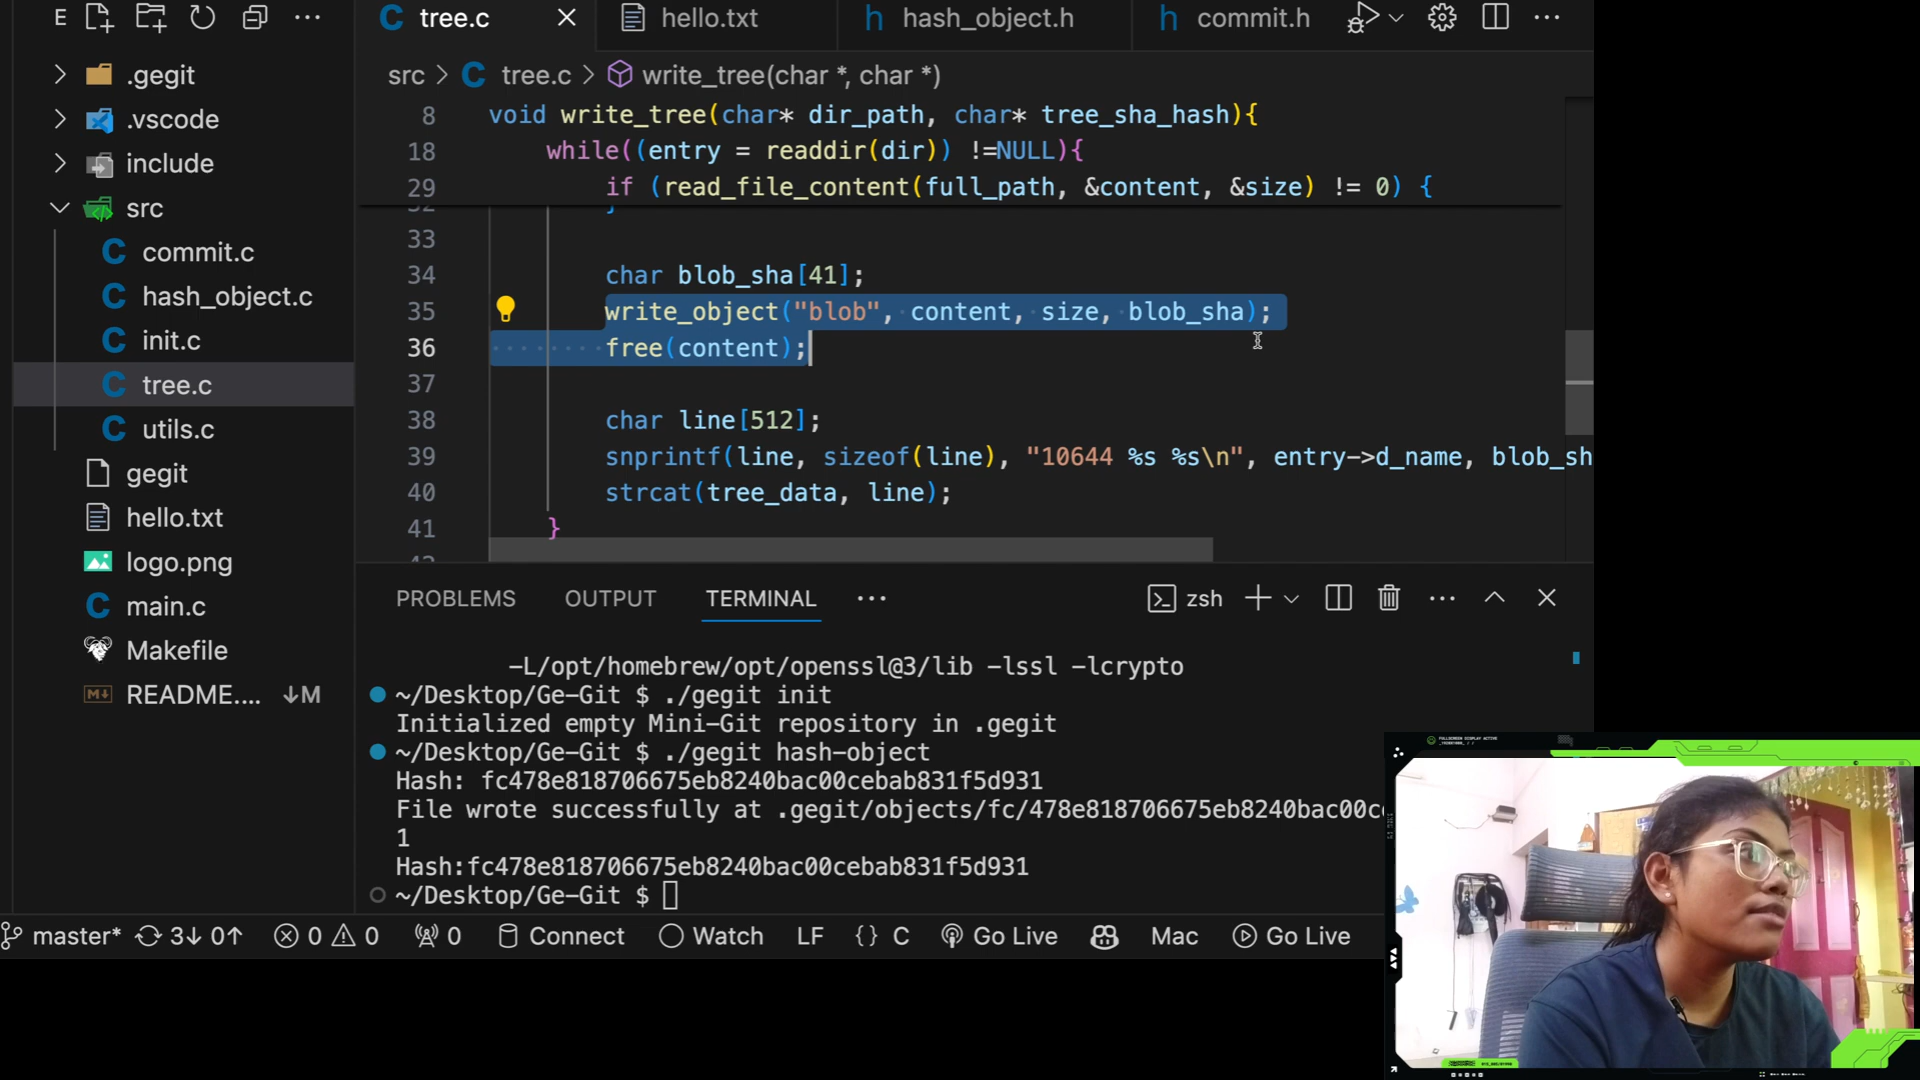 E
tree.c
hello.txt
hash_object.h
commit.h
.gegit
.vscode
include
src
commit.c
hash_object.c
init.c
tree.c
utils.c
gegit
hello.txt
logo.png
main.c
Makefile
README.... ↓M
src > C tree.c > write_tree(char *, char *)
8 void write_tree(char* dir_path, char* tree_sha_hash){
18 while((entry = readdir(dir)) !=NULL){
29 if (read_file_content(full_path, &content, &size) != 0) {
32 }
33
34 char blob_sha[41];
35 write_object("blob", content, size, blob_sha);
36 free(content);
37
38 char line[512];
39 snprintf(line, sizeof(line), "10644 %s %s\n", entry->d_name, blob_sh
40 strcat(tree_data, line);
41 }
PROBLEMS OUTPUT TERMINAL ... zsh
-L/opt/homebrew/opt/openssl@3/lib -lssl -lcrypto
~/Desktop/Ge-Git $ ./gegit init
Initialized empty Mini-Git repository in .gegit
~/Desktop/Ge-Git $ ./gegit hash-object
Hash: fc478e818706675eb8240bac00cebab831f5d931
File wrote successfully at .gegit/objects/fc/478e818706675eb8240bac00c
1
Hash:fc478e818706675eb8240bac00cebab831f5d931
~/Desktop/Ge-Git $
master* 3↓ 0↑ 0 0 0 Connect Watch LF {} C Go Live Mac Go Live